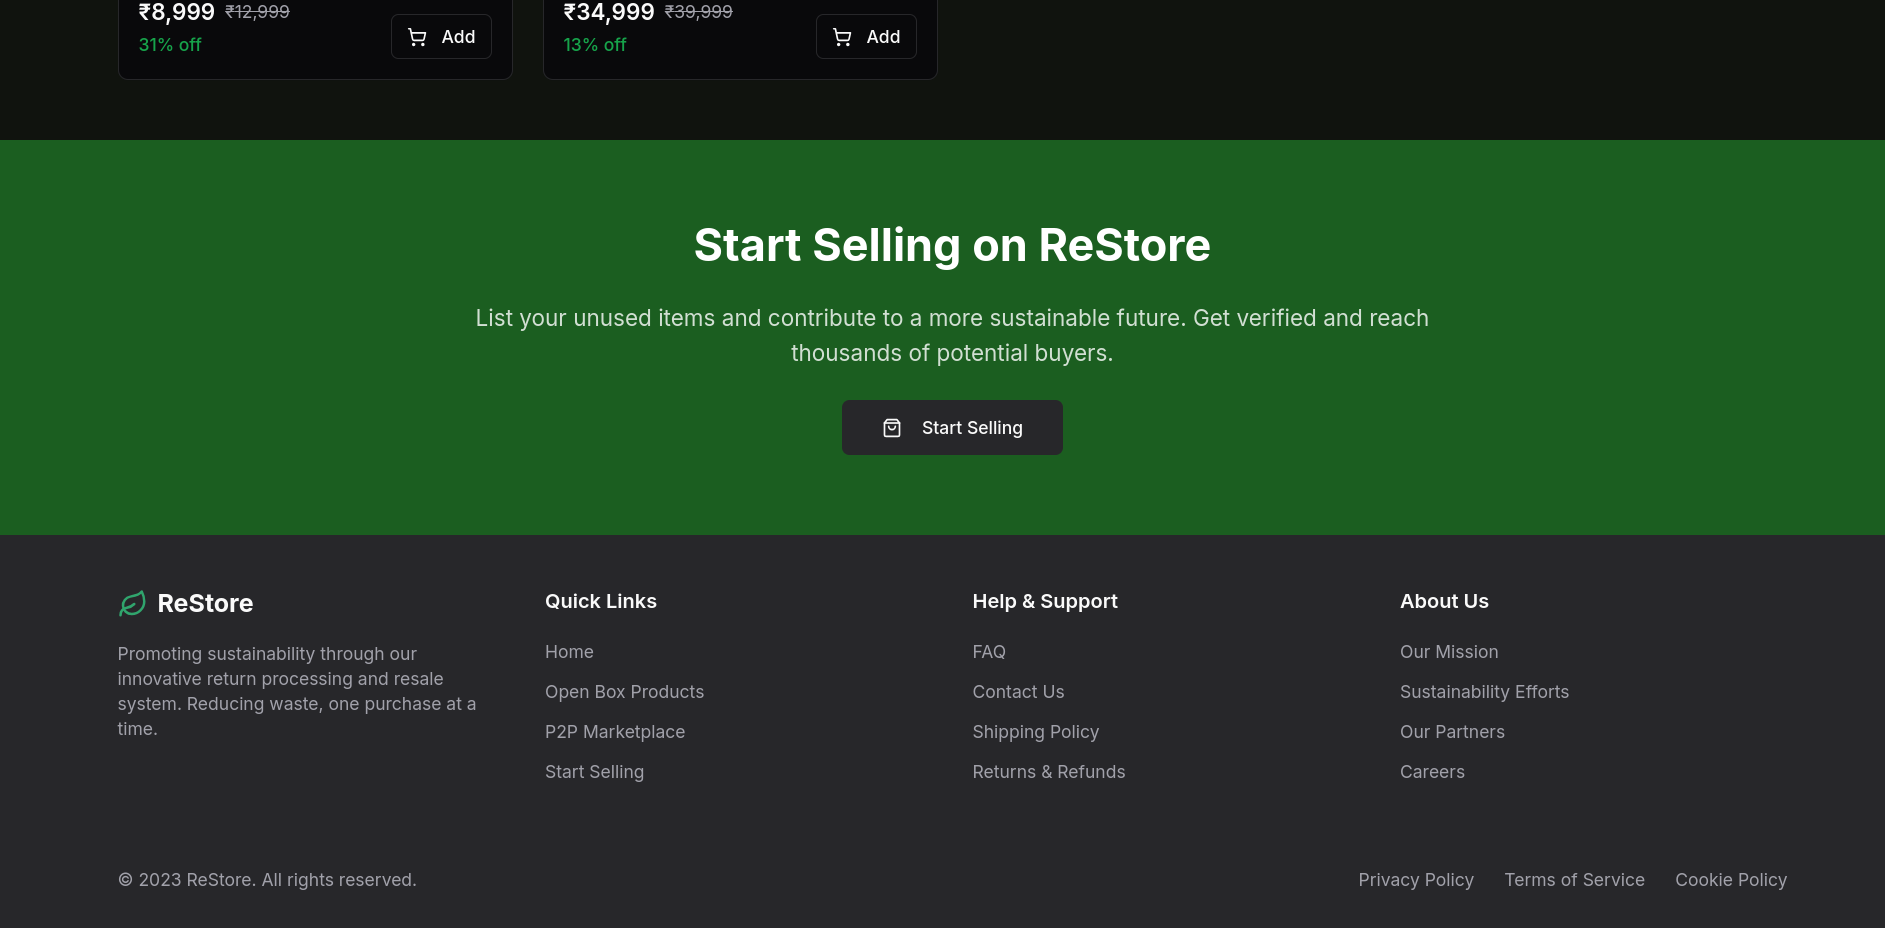 ₹8,999 ₹12,999
31% off
Add
₹34,999 ₹39,999
13% off
Add
Start Selling on ReStore
List your unused items and contribute to a more sustainable future. Get verified and reach
thousands of potential buyers.
Start Selling
ReStore
Promoting sustainability through our
innovative return processing and resale
system. Reducing waste, one purchase at a
time.
Quick Links
Home
Open Box Products
P2P Marketplace
Start Selling
Help & Support
FAQ
Contact Us
Shipping Policy
Returns & Refunds
About Us
Our Mission
Sustainability Efforts
Our Partners
Careers
© 2023 ReStore. All rights reserved.
Privacy Policy Terms of Service Cookie Policy